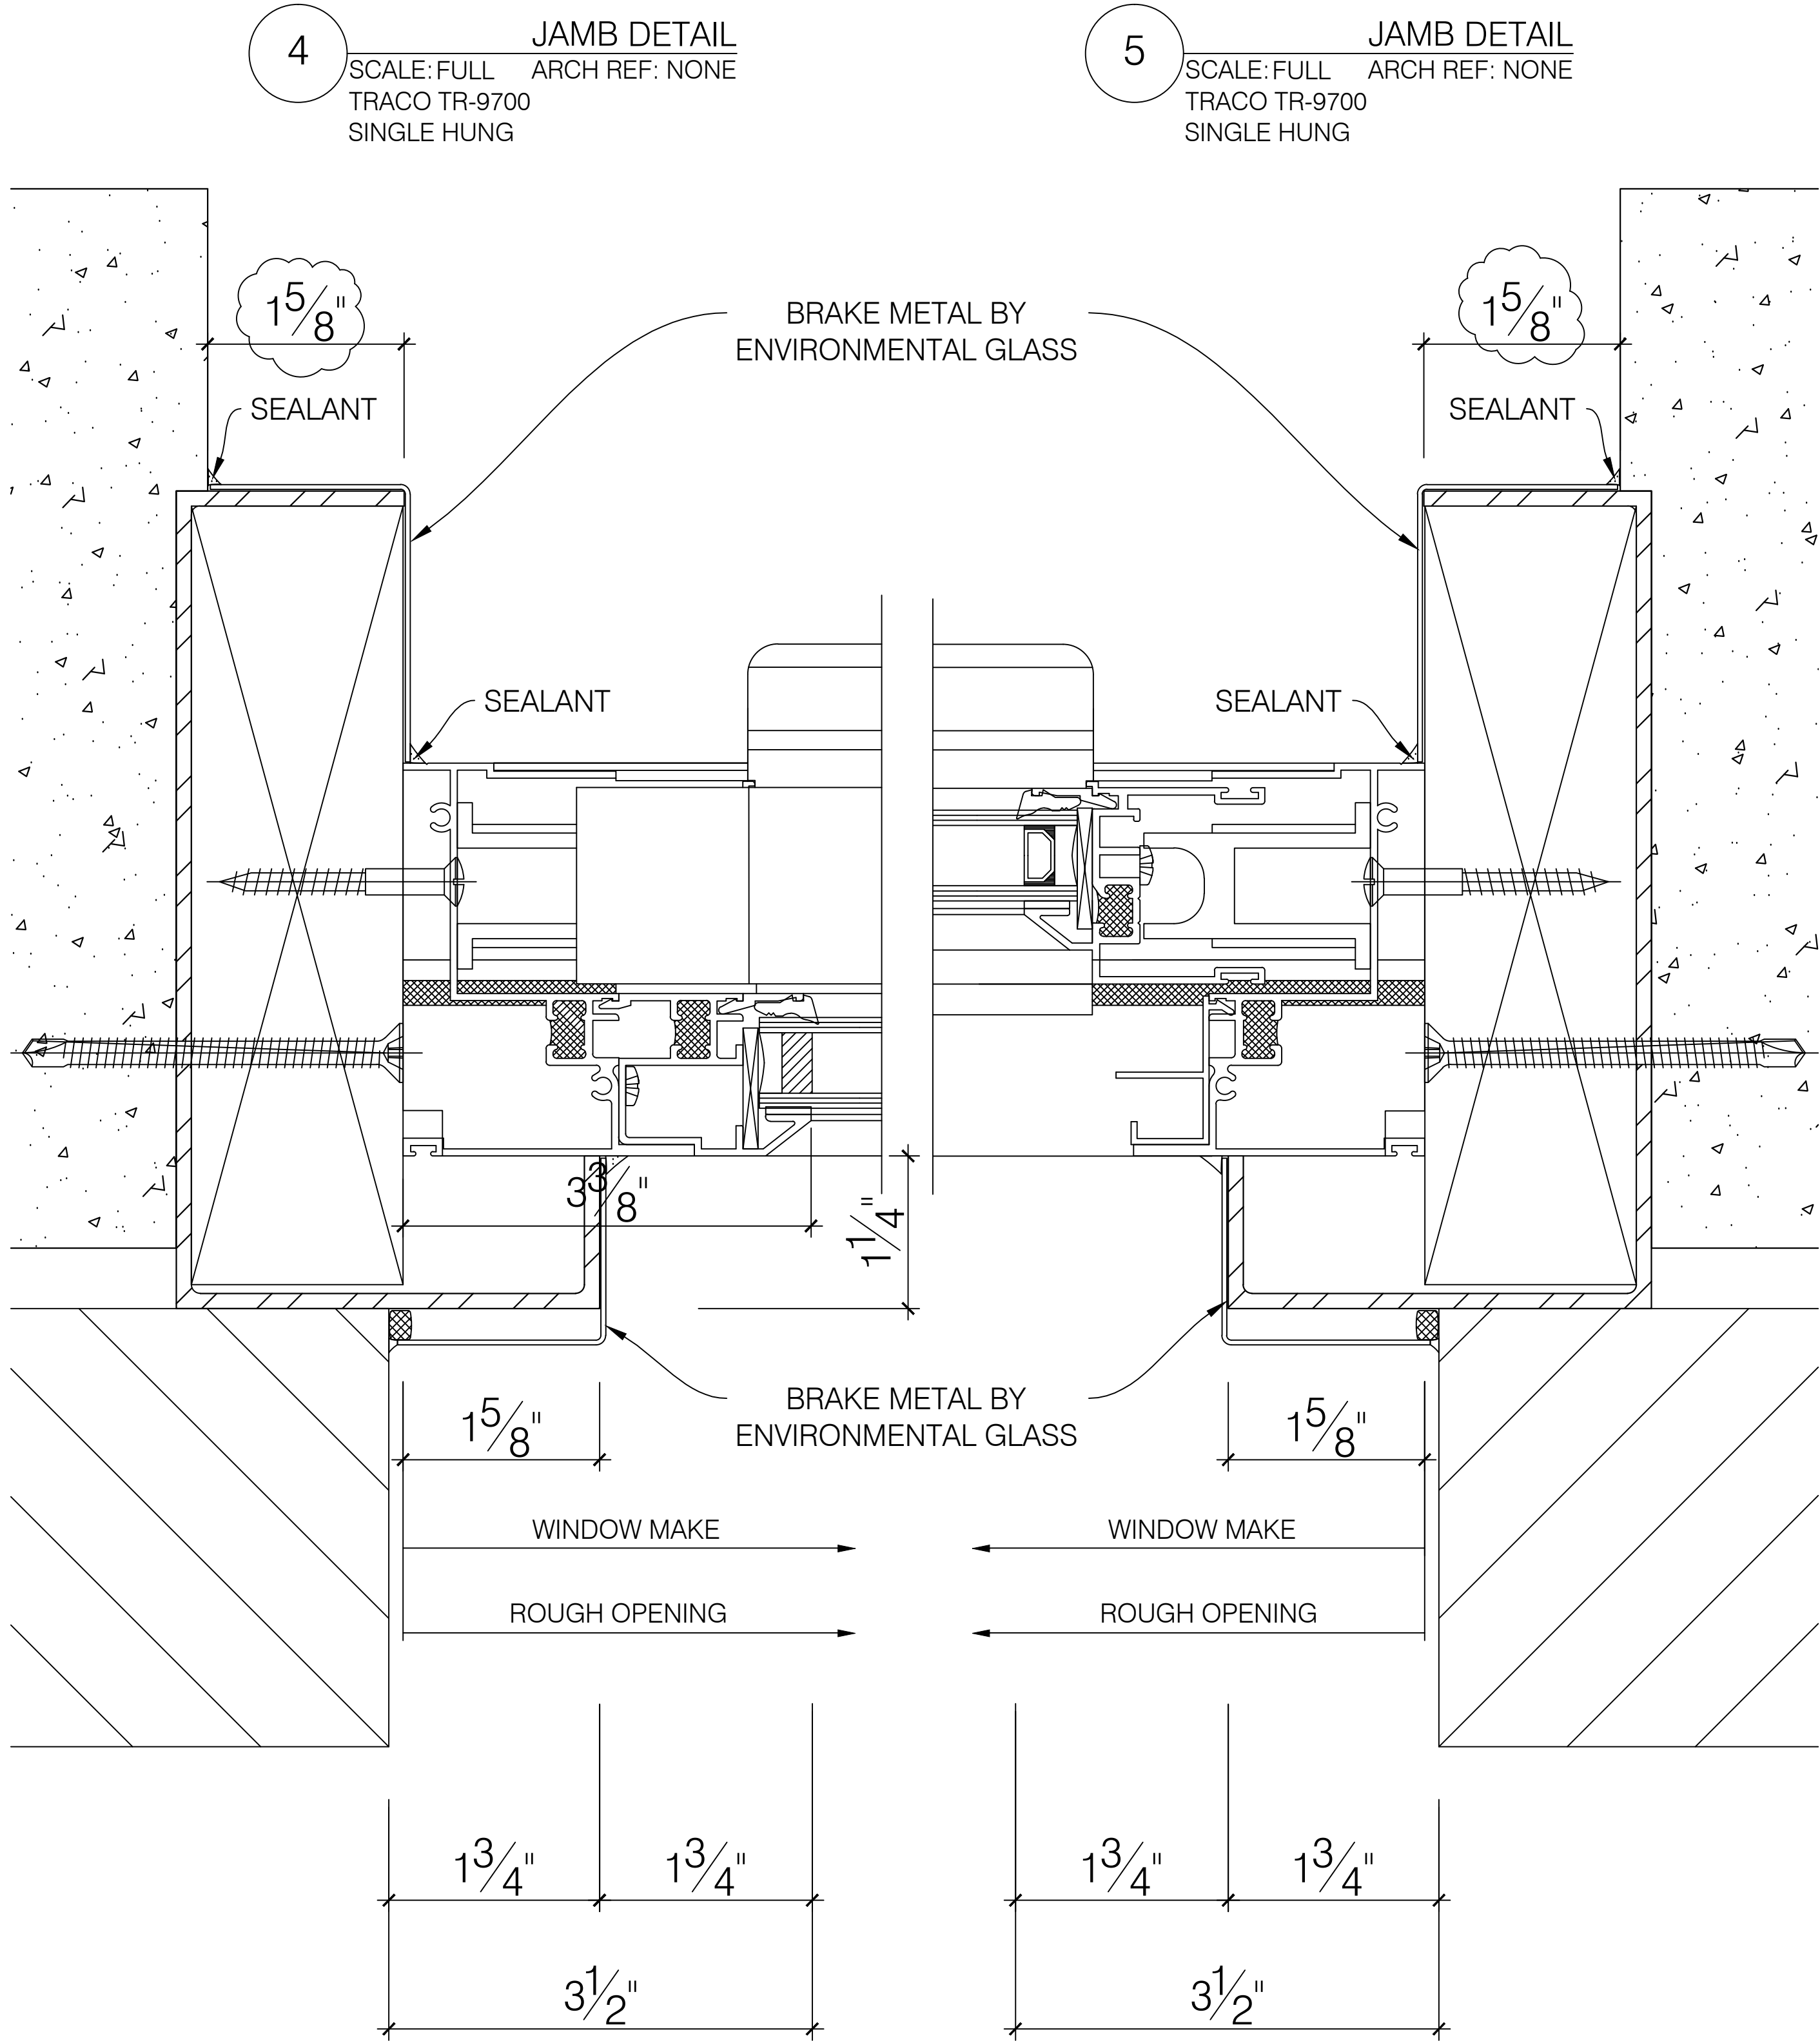 4
JAMB DETAIL
SCALE: FULL ARCH REF: NONE
TRACO TR-9700
SINGLE HUNG
5
JAMB DETAIL
SCALE: FULL ARCH REF: NONE
TRACO TR-9700
SINGLE HUNG
1 5/8"
BRAKE METAL BY
ENVIRONMENTAL GLASS
1 5/8"
SEALANT
SEALANT
SEALANT
SEALANT
3 3/8"
1 1/4"
BRAKE METAL BY
ENVIRONMENTAL GLASS
1 5/8"
1 5/8"
WINDOW MAKE
WINDOW MAKE
ROUGH OPENING
ROUGH OPENING
1 3/4"
1 3/4"
1 3/4"
1 3/4"
3 1/2"
3 1/2"